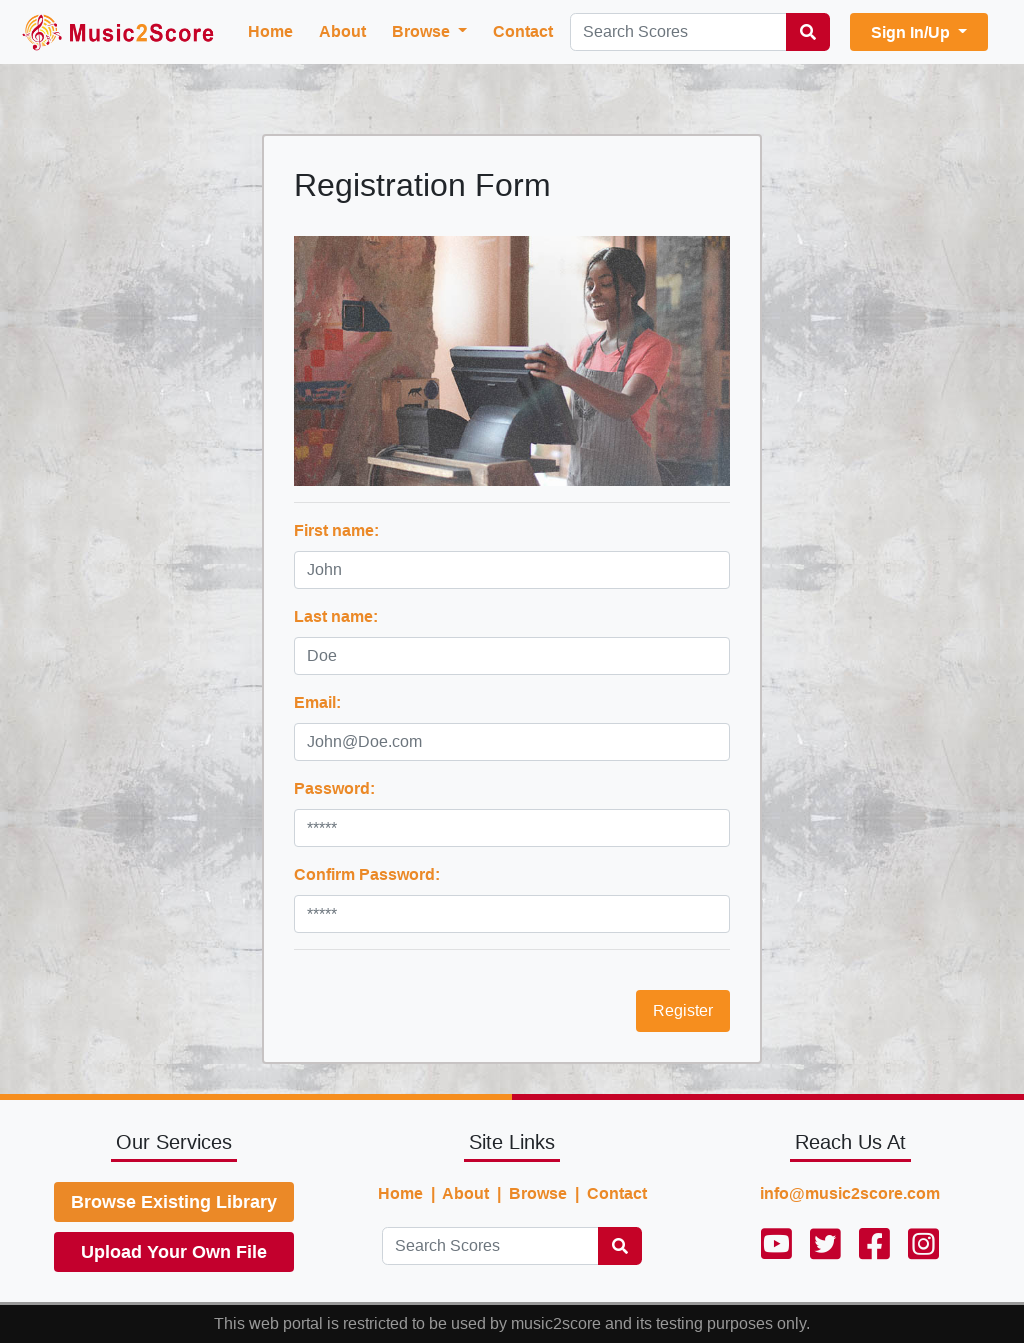 Music2Score
Home
About
Browse
Contact
Search Scores
Sign In/Up
Registration Form
First name:
John
Last name:
Doe
Email:
John@Doe.com
Password:
*****
Confirm Password:
*****
Register
Our Services
Browse Existing Library
Upload Your Own File
Site Links
Home | About | Browse | Contact
Search Scores
Reach Us At
info@music2score.com
This web portal is restricted to be used by music2score and its testing purposes only.